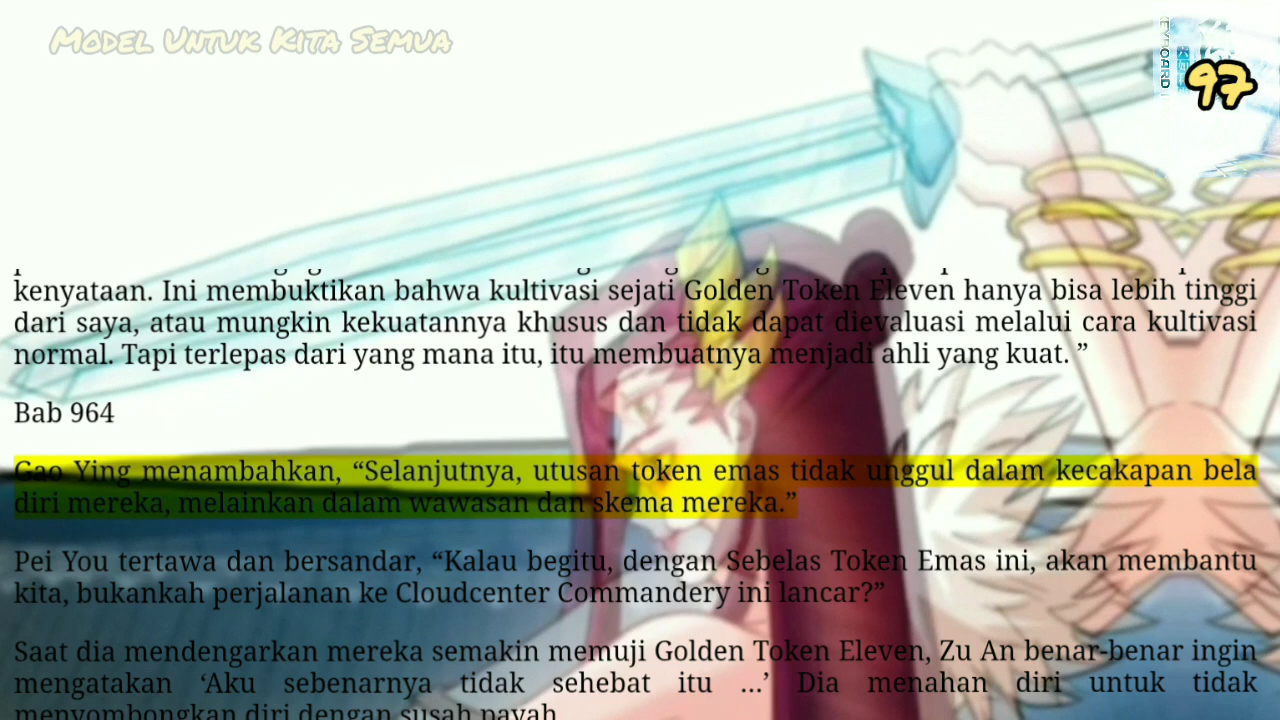 Model Untuk Kita Semua
KEYBOARD
97
kenyataan. Ini membuktikan bahwa kultivasi sejati Golden Token Eleven hanya bisa lebih tinggi
dari saya, atau mungkin kekuatannya khusus dan tidak dapat dievaluasi melalui cara kultivasi
normal. Tapi terlepas dari yang mana itu, itu membuatnya menjadi ahli yang kuat. ”
Bab 964
Gao Ying menambahkan, “Selanjutnya, utusan token emas tidak unggul dalam kecakapan bela
diri mereka, melainkan dalam wawasan dan skema mereka.”
Pei You tertawa dan bersandar, “Kalau begitu, dengan Sebelas Token Emas ini, akan membantu
kita, bukankah perjalanan ke Cloudcenter Commandery ini lancar?”
Saat dia mendengarkan mereka semakin memuji Golden Token Eleven, Zu An benar-benar ingin
mengatakan ‘Aku sebenarnya tidak sehebat itu ...’ Dia menahan diri untuk tidak
menyombongkan diri dengan susah payah